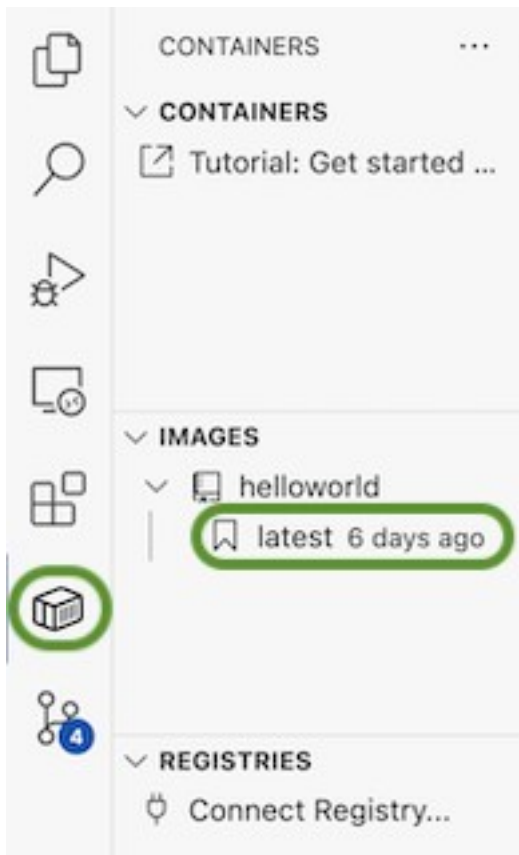 CONTAINERS ...
CONTAINERS
Tutorial: Get started ...
IMAGES
helloworld
latest 6 days ago
4
REGISTRIES
Connect Registry...